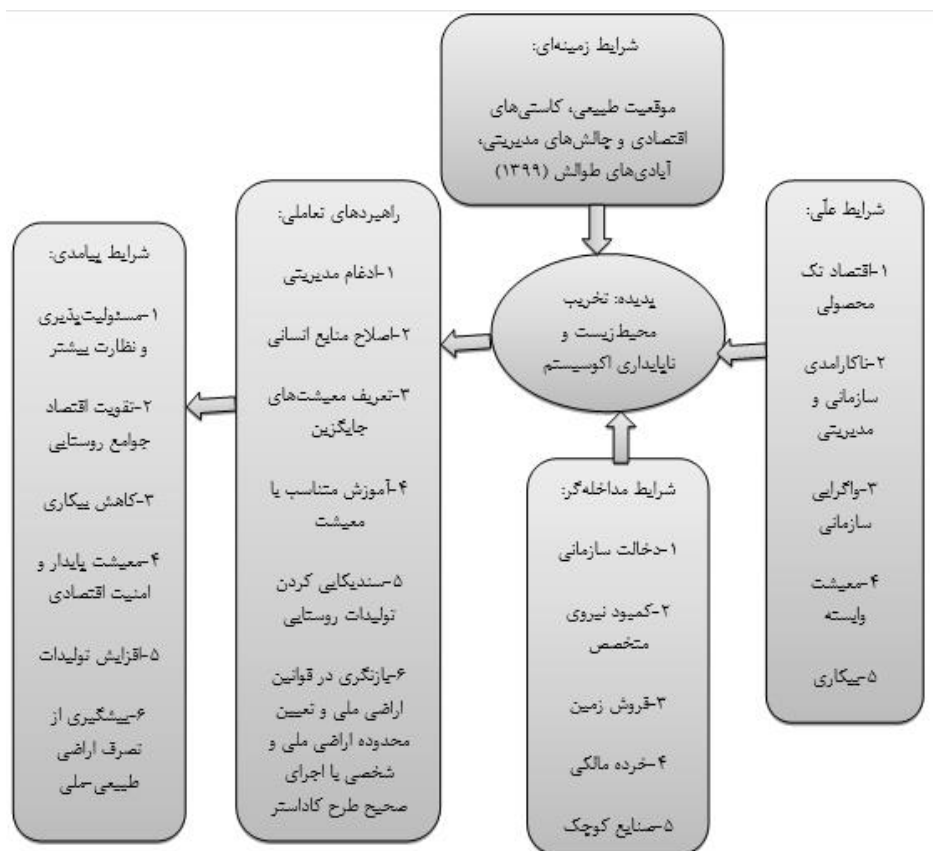 شرایط زمینه‌ای:
موقعیت طبیعی، کاستی‌های
اقتصادی و چالش‌های مدیریتی،
آبادی‌های طوالش (۱۳۹۹)
شرایط علّی:
۱-اقتصاد تک
محصولی
۲-ناکارامدی
سازمانی و
مدیریتی
۳-واگرایی
سازمانی
۴-معیشت
وابسته
۵-بیکاری
پدیده: تخریب
محیط‌زیست و
ناپایداری اکوسیستم
شرایط مداخله‌گر:
۱-دخالت سازمانی
۲-کمبود نیروی
متخصص
۳-فروش زمین
۴-خرده مالکی
۵-صنایع کوچک
راهبردهای تعاملی:
۱-ادغام مدیریتی
۲-اصلاح منابع انسانی
۳-تعریف معیشت‌های
جایگزین
۴-آموزش متناسب با
معیشت
۵-سندیکایی کردن
تولیدات روستایی
۶-بازنگری در قوانین
اراضی ملی و تعیین
محدوده اراضی ملی و
شخصی با اجرای
صحیح طرح کاداستر
شرایط پیامدی:
۱-مسئولیت‌پذیری
و نظارت بیشتر
۲-تقویت اقتصاد
جوامع روستایی
۳-کاهش بیکاری
۴-معیشت پایدار و
امنیت اقتصادی
۵-افزایش تولیدات
۶-پیشگیری از
تصرف اراضی
طبیعی-ملی